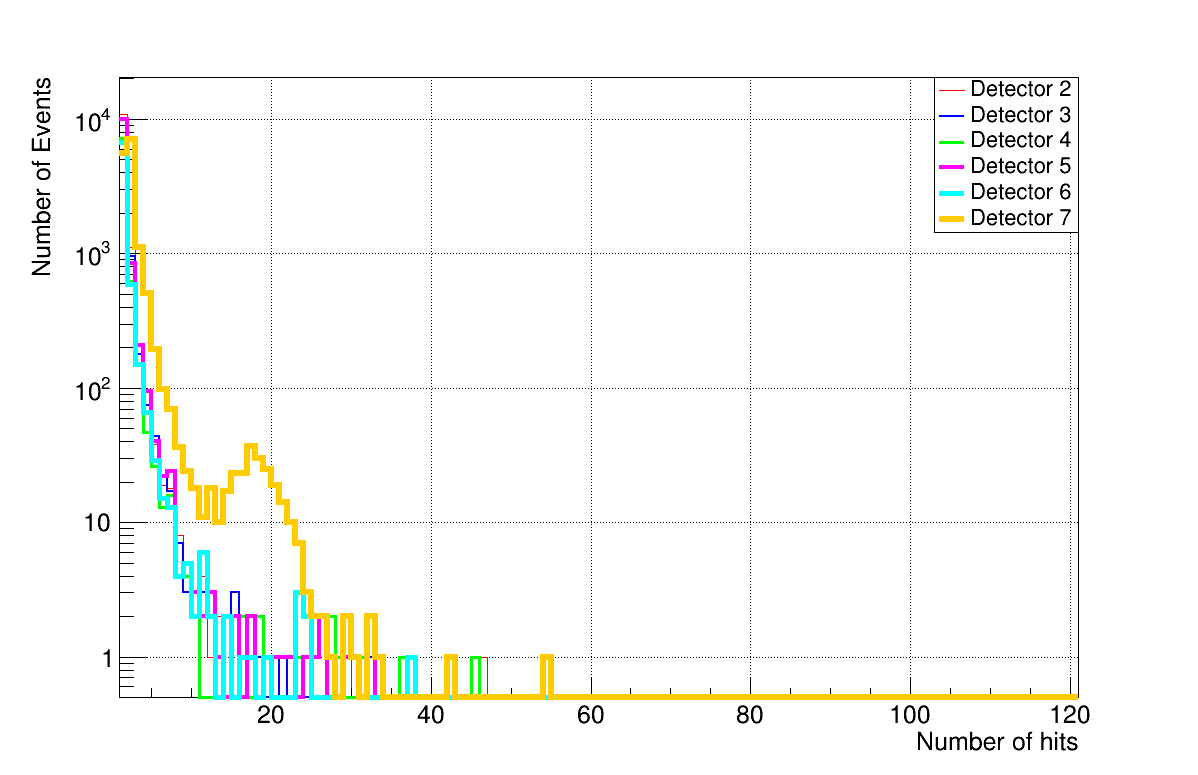 Number of Events
10^4
10^3
10^2
10
1
20 40 60 80 100 120
Number of hits
Detector 2
Detector 3
Detector 4
Detector 5
Detector 6
Detector 7